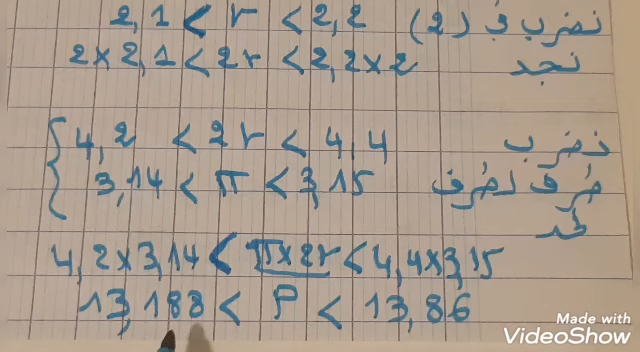 2,1 < r < 2,2 نضرب في (2)
2×2,1 < 2r < 2,2×2 نجد
4,2 < 2r < 4,4 نضرب
3,14 < π < 3,15 طرف لطرف
نجد
4,2×3,14 < π×2r < 4,4×3,15
13,188 < P < 13,86
Made with
VideoShow